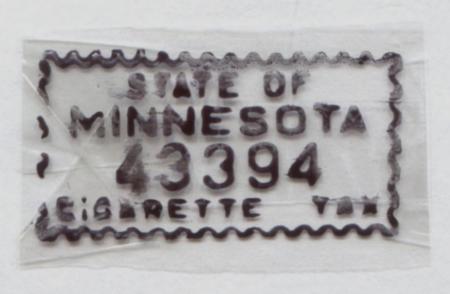 STATE OF
MINNESOTA
43394
CIGARETTE TAX